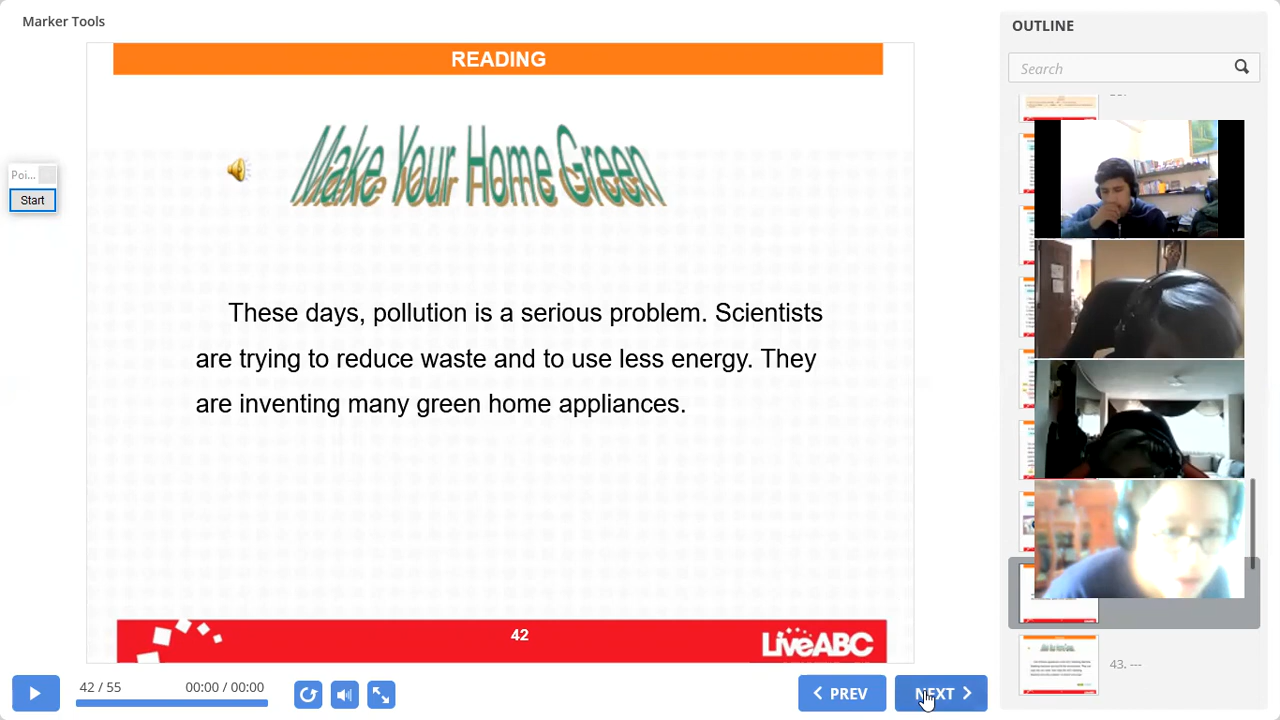 Marker Tools
READING
Make Your Home Green
These days, pollution is a serious problem. Scientists
are trying to reduce waste and to use less energy. They
are inventing many green home appliances.
42
LiveABC
Poi...
Start
42 / 55
00:00 / 00:00
PREV
NEXT
OUTLINE
Search
43. ---